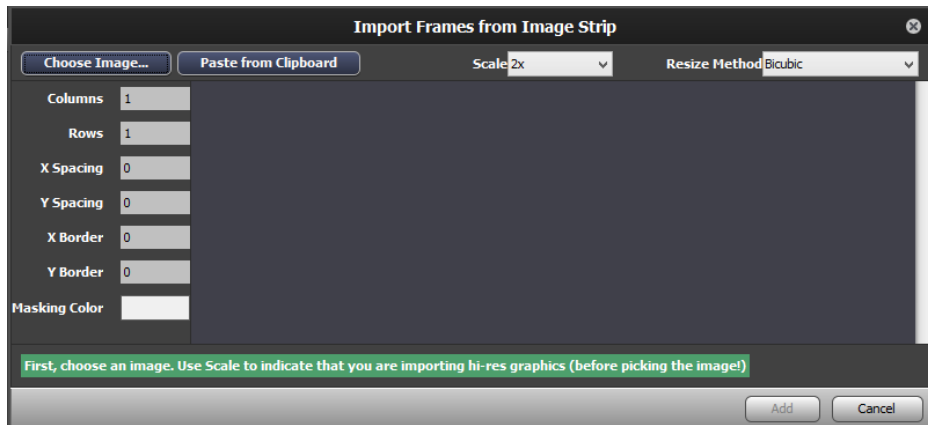 Import Frames from Image Strip
Choose Image... Paste from Clipboard Scale 2x Resize Method Bicubic
Columns 1
Rows 1
X Spacing 0
Y Spacing 0
X Border 0
Y Border 0
Masking Color
First, choose an image. Use Scale to indicate that you are importing hi-res graphics (before picking the image!)
Add Cancel